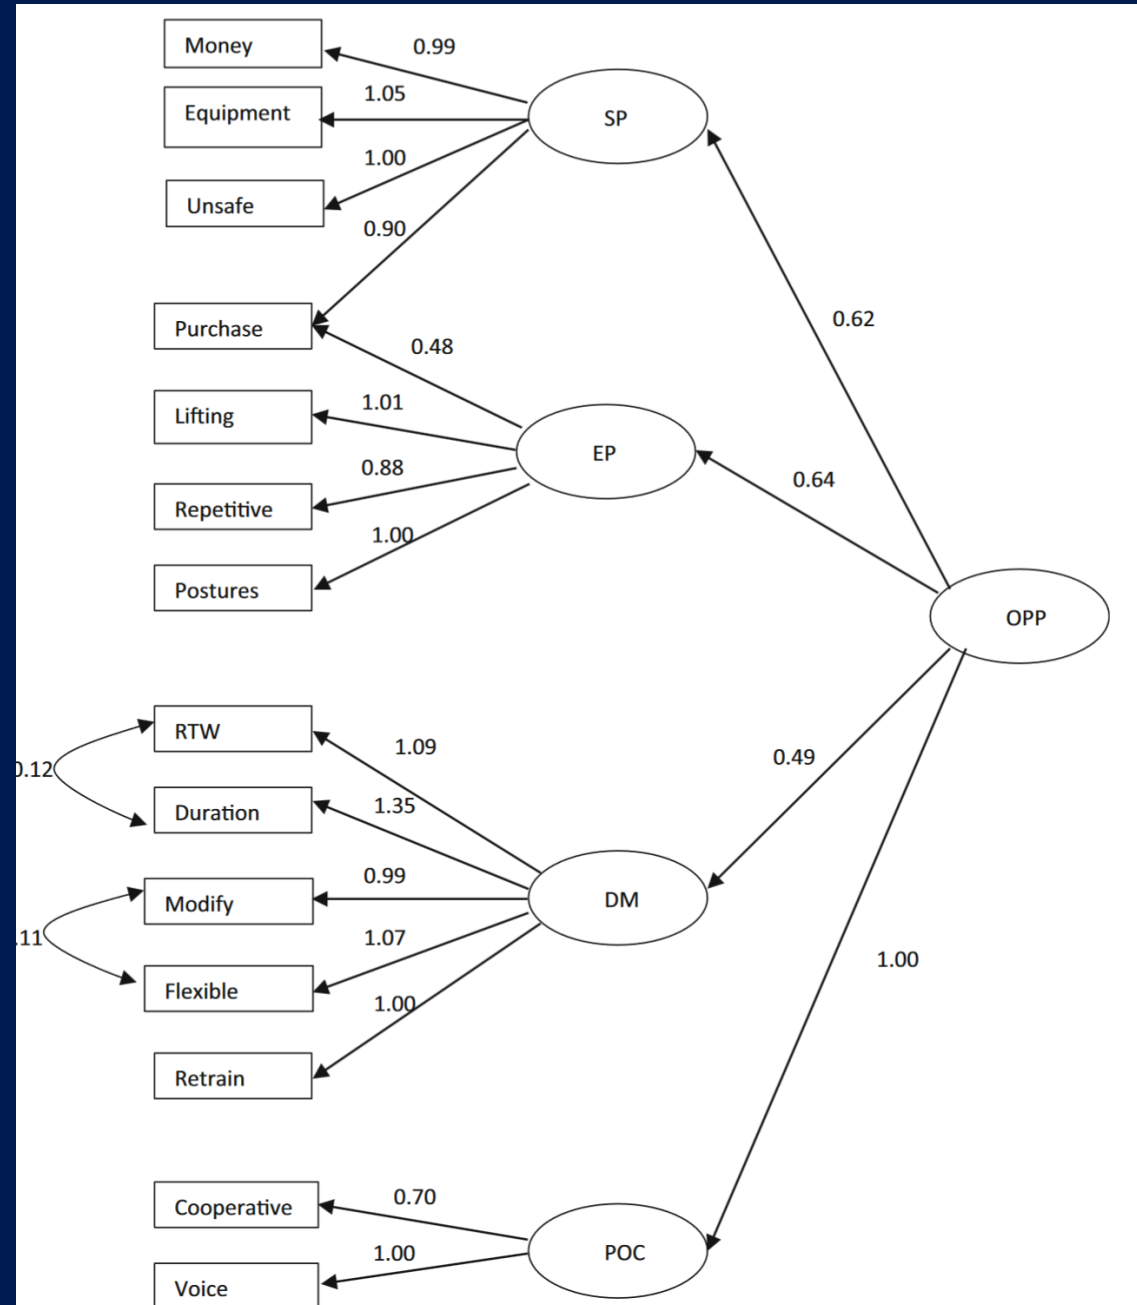 Money
0.99
Equipment
1.05
SP
1.00
Unsafe
0.90
Purchase
0.62
0.48
Lifting
1.01
EP
0.88
0.64
Repetitive
1.00
Postures
OPP
RTW
1.09
0.12
0.49
Duration
1.35
0.99
Modify
DM
.11
1.07
1.00
Flexible
1.00
Retrain
Cooperative
0.70
1.00
POC
Voice